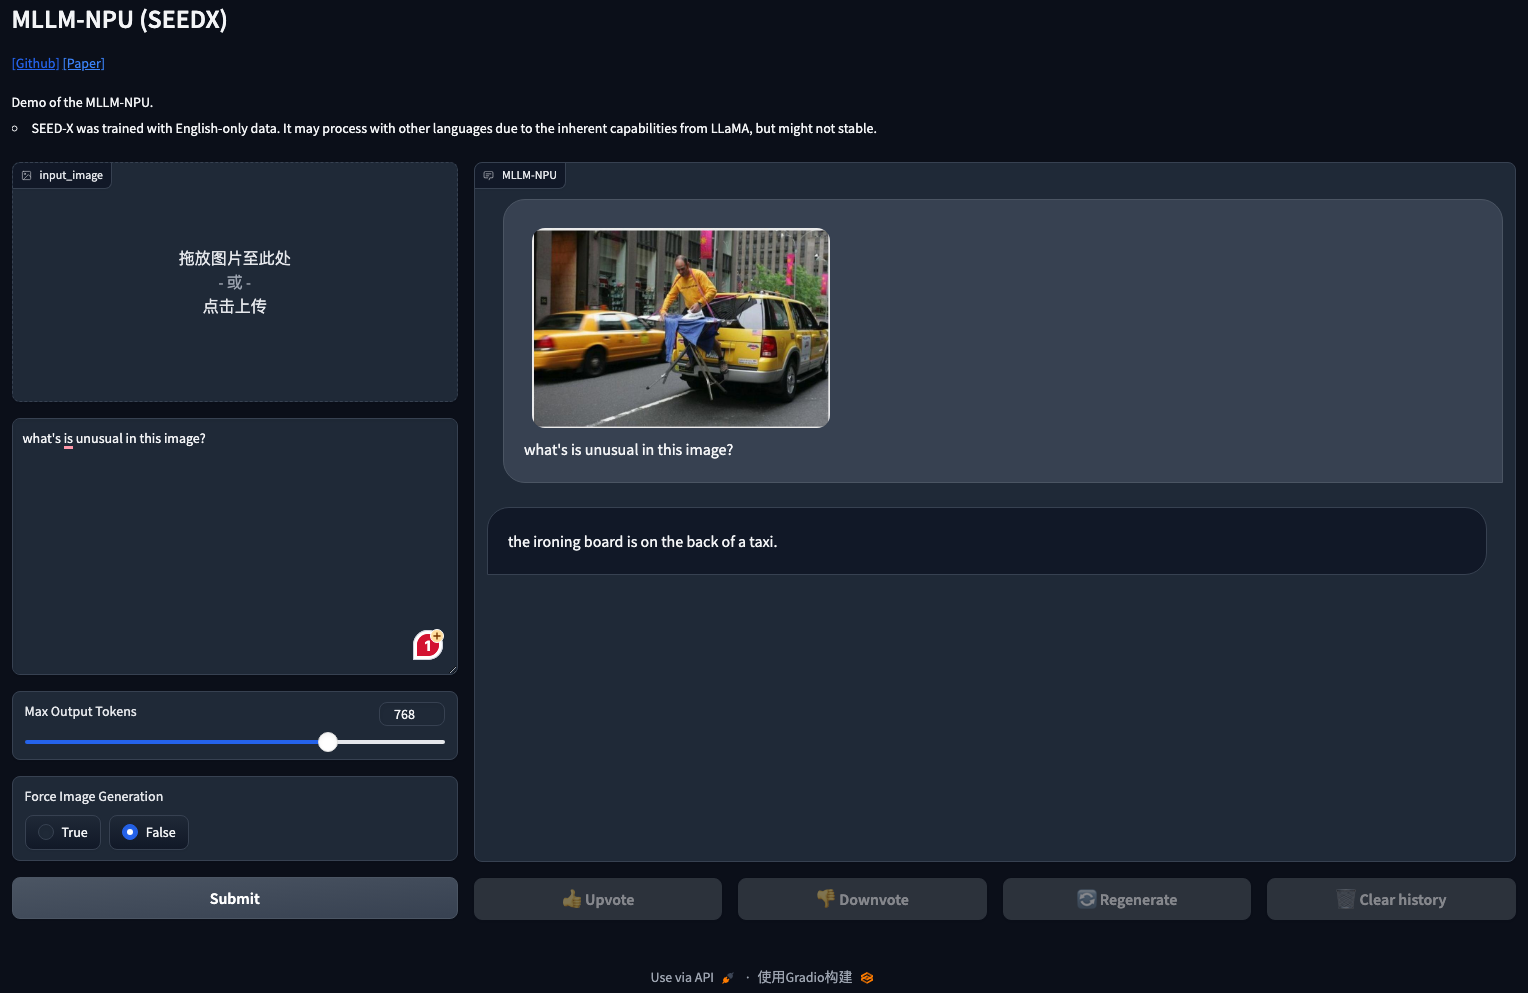 MLLM-NPU (SEEDX)
[Github] [Paper]
Demo of the MLLM-NPU.
SEED-X was trained with English-only data. It may process with other languages due to the inherent capabilities from LLaMA, but might not stable.
input_image
拖放图片至此处
- 或 -
点击上传
what's is unusual in this image?
1
Max Output Tokens
768
Force Image Generation
True
False
Submit
MLLM-NPU
what's is unusual in this image?
the ironing board is on the back of a taxi.
Upvote
Downvote
Regenerate
Clear history
Use via API · 使用Gradio构建